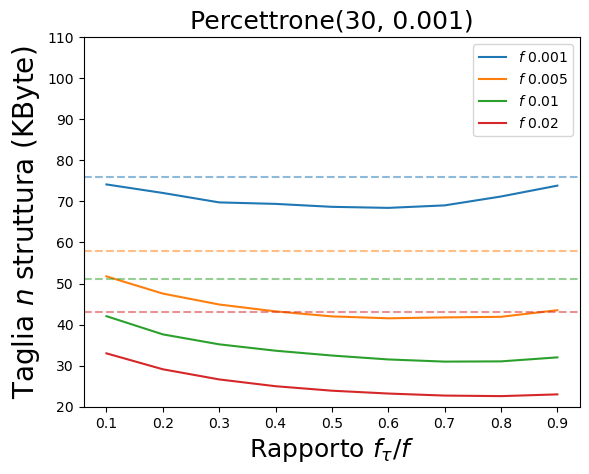 Percettrone(30, 0.001)
Taglia n struttura (KByte)
110
100
90
80
70
60
50
40
30
20
f 0.001
f 0.005
f 0.01
f 0.02
0.1 0.2 0.3 0.4 0.5 0.6 0.7 0.8 0.9
Rapporto fτ/f